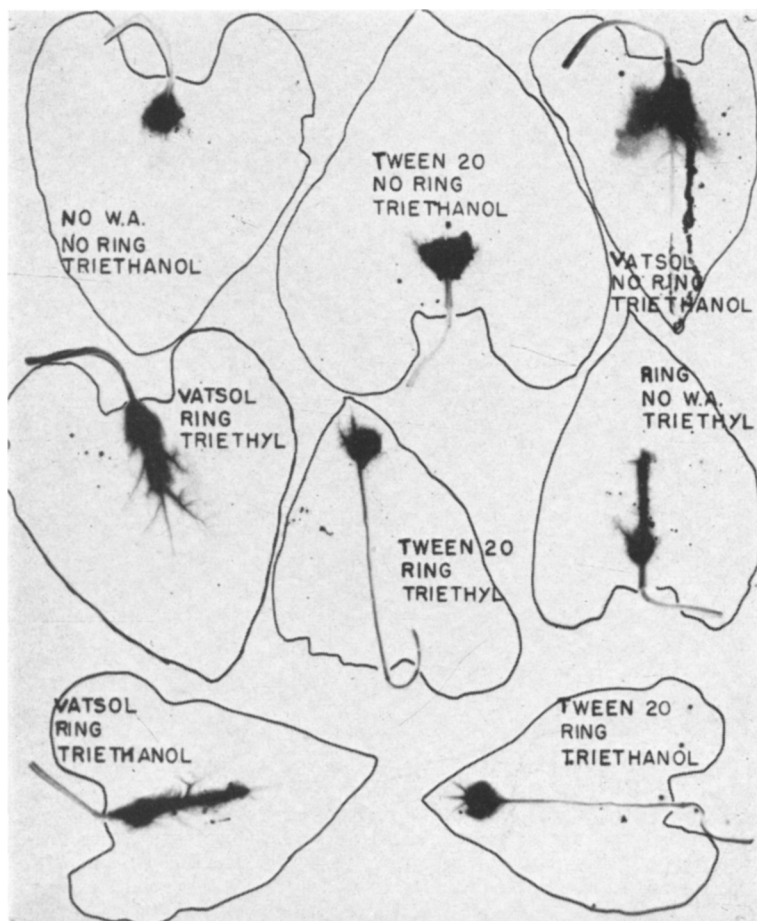 NO W.A.
NO RING
TRIETHANOL
TWEEN 20
NO RING
TRIETHANOL
VATSOL
NO RING
TRIETHANOL
VATSOL
RING
TRIETHYL
TWEEN 20
RING
TRIETHYL
RING
NO W.A.
TRIETHYL
VATSOL
RING
TRIETHANOL
TWEEN 20
RING
TRIETHANOL